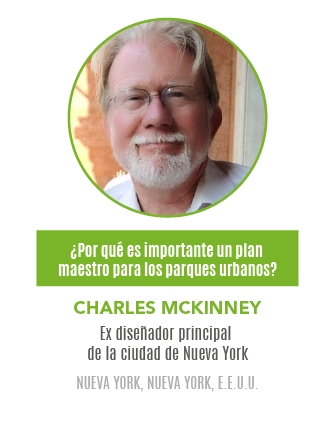 ¿Por qué es importante un plan
maestro para los parques urbanos?
CHARLES MCKINNEY
Ex diseñador principal
de la ciudad de Nueva York
NUEVA YORK, NUEVA YORK, E.E.U.U.